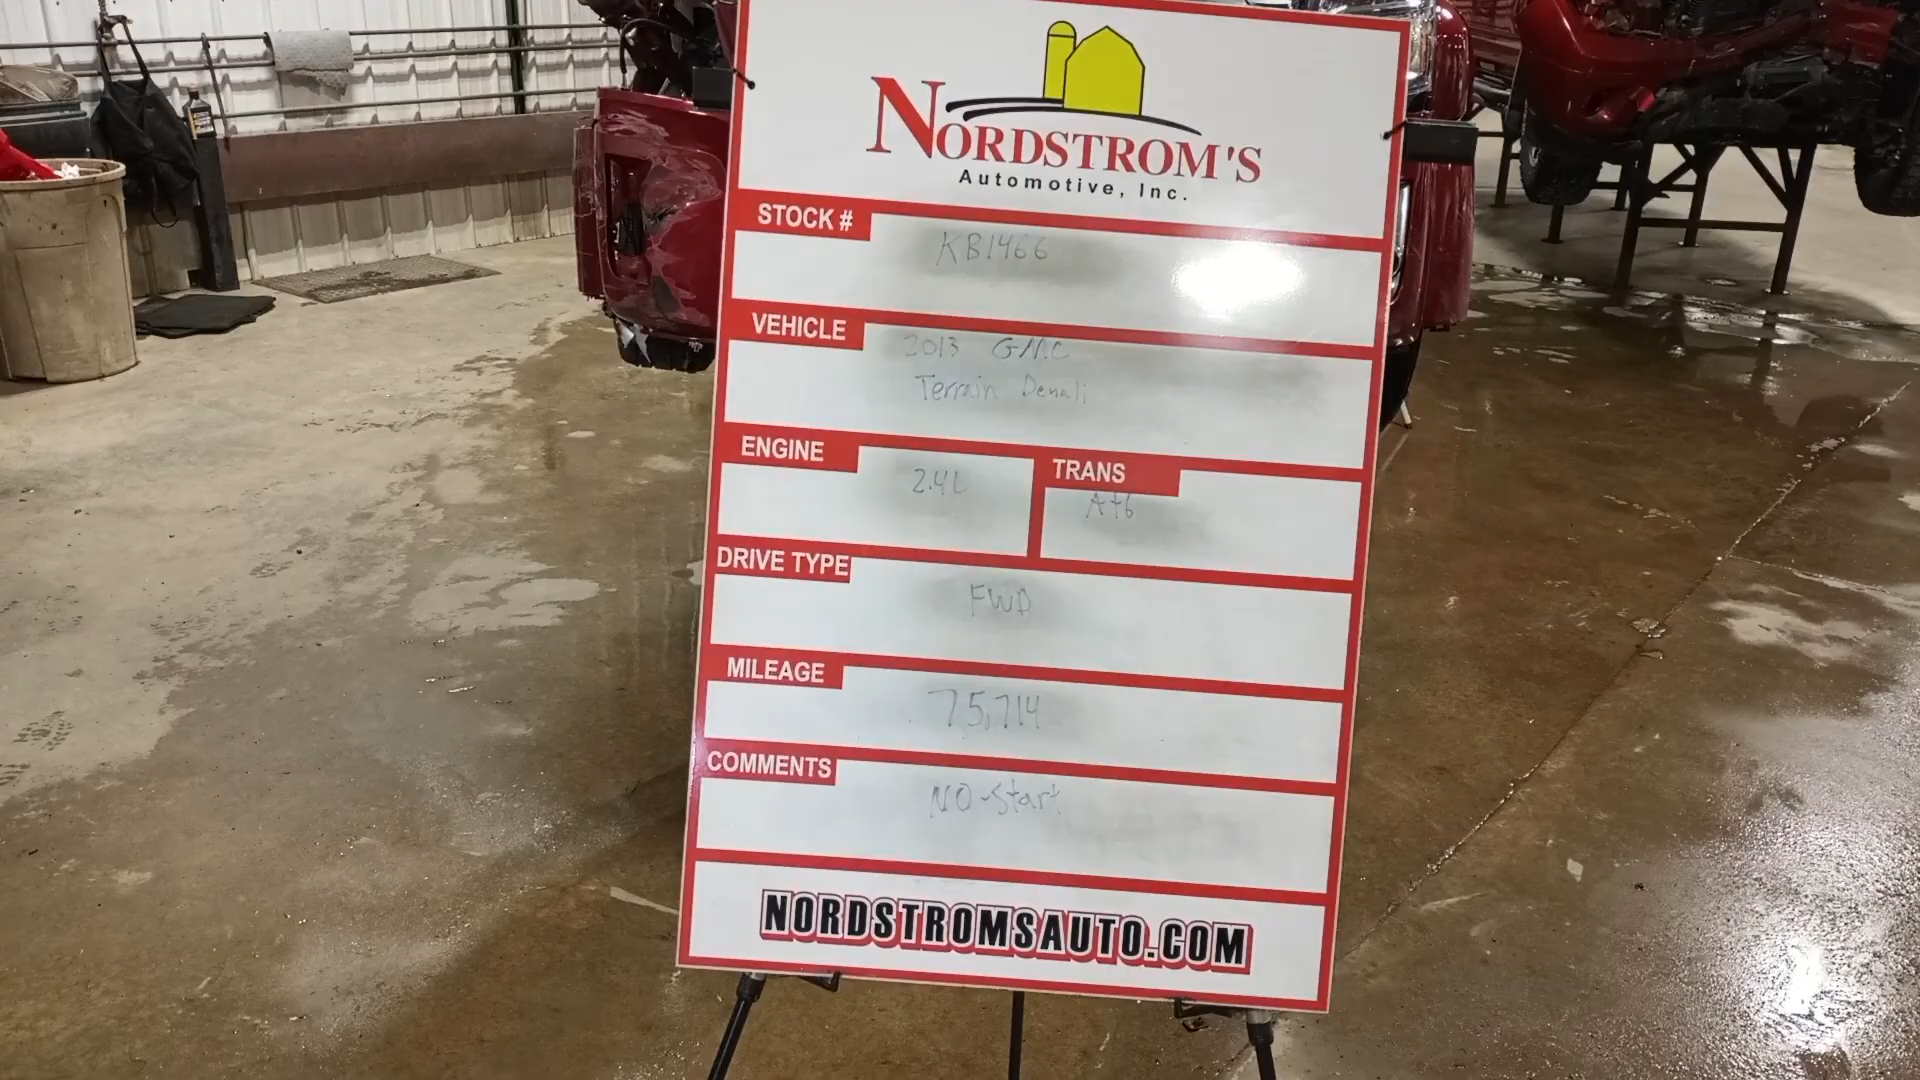 NORDSTROM'S
Automotive, Inc.
STOCK #
KB1466
VEHICLE
2013 GMC
Terrain Denali
ENGINE
2.4L
TRANS
At6
DRIVE TYPE
FWD
MILEAGE
75,714
COMMENTS
NO-Start
NORDSTROMSAUTO.COM